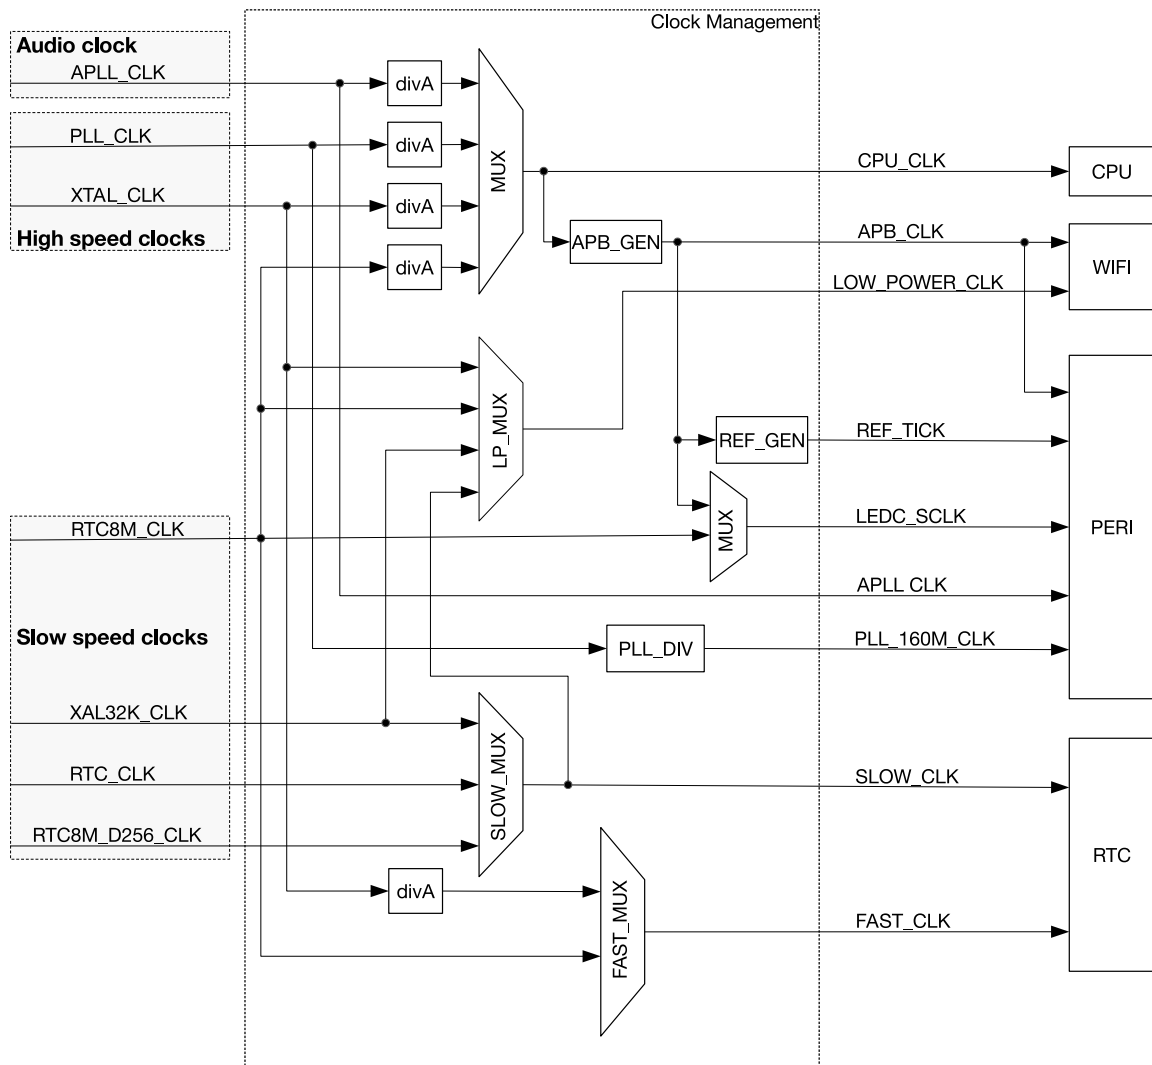 Clock Management
Audio clock
APLL_CLK
divA
PLL_CLK
divA
MUX
CPU_CLK
CPU
XTAL_CLK
divA
High speed clocks
APB_GEN
APB_CLK
WIFI
divA
LOW_POWER_CLK
LP_MUX
REF_GEN
REF_TICK
RTC8M_CLK
MUX
LEDC_SCLK
PERI
APLL CLK
Slow speed clocks
PLL_DIV
PLL_160M_CLK
XAL32K_CLK
RTC_CLK
SLOW_MUX
SLOW_CLK
RTC8M_D256_CLK
RTC
divA
FAST_MUX
FAST_CLK